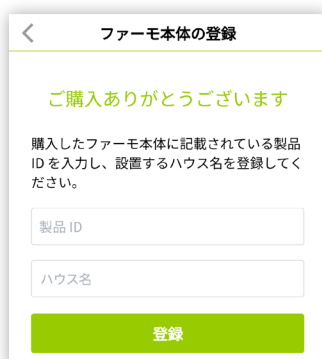 ファーモ本体の登録
ご購入ありがとうございます
購入したファーモ本体に記載されている製品
ID を入力し、設置するハウス名を登録してく
ださい。
製品 ID
ハウス名
登録